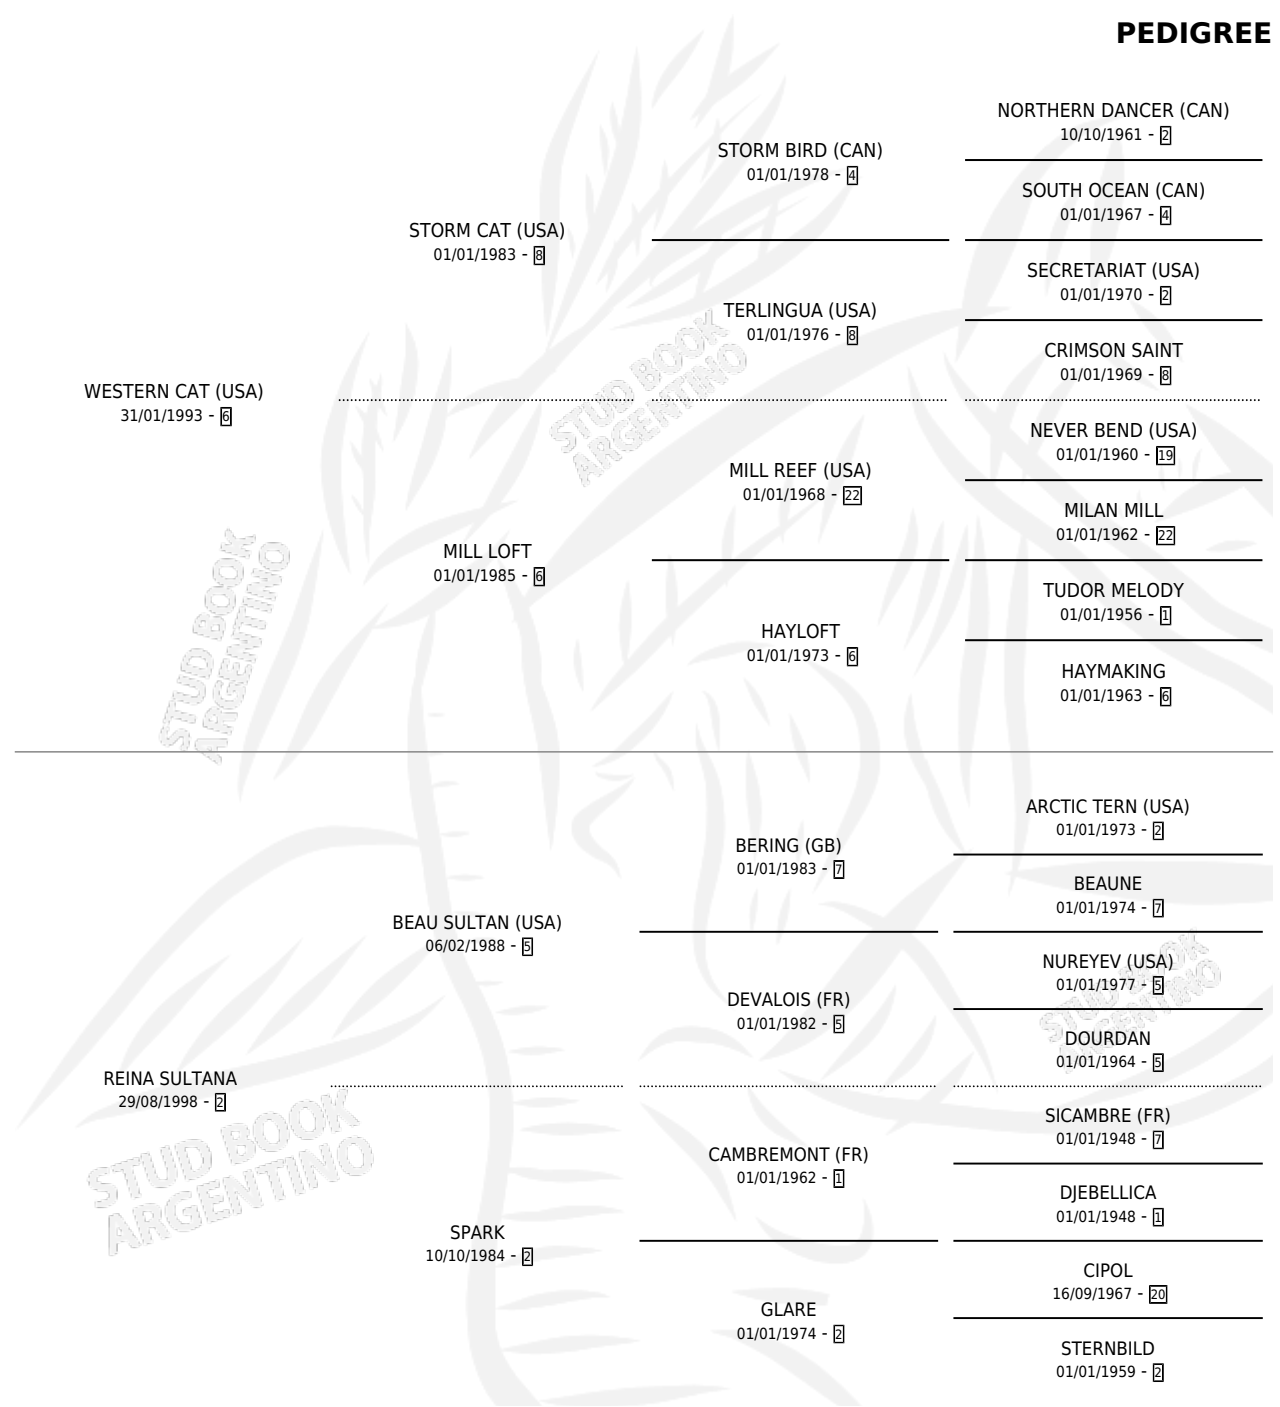 PEDIGREE
NORTHERN DANCER (CAN)
10/10/1961 - 2
STORM BIRD (CAN)
01/01/1978 - 4
SOUTH OCEAN (CAN)
01/01/1967 - 4
STORM CAT (USA)
01/01/1983 - 8
SECRETARIAT (USA)
01/01/1970 - 2
TERLINGUA (USA)
01/01/1976 - 8
CRIMSON SAINT
01/01/1969 - 8
WESTERN CAT (USA)
31/01/1993 - 6
NEVER BEND (USA)
01/01/1960 - 19
MILL REEF (USA)
01/01/1968 - 22
MILAN MILL
01/01/1962 - 22
MILL LOFT
01/01/1985 - 6
TUDOR MELODY
01/01/1956 - 1
HAYLOFT
01/01/1973 - 6
HAYMAKING
01/01/1963 - 6
ARCTIC TERN (USA)
01/01/1973 - 2
BERING (GB)
01/01/1983 - 7
BEAUNE
01/01/1974 - 7
BEAU SULTAN (USA)
06/02/1988 - 5
NUREYEV (USA)
01/01/1977 - 5
DEVALOIS (FR)
01/01/1982 - 5
DOURDAN
01/01/1964 - 5
REINA SULTANA
29/08/1998 - 2
SICAMBRE (FR)
01/01/1948 - 7
CAMBREMONT (FR)
01/01/1962 - 1
DJEBELLICA
01/01/1948 - 1
SPARK
10/10/1984 - 2
CIPOL
16/09/1967 - 20
GLARE
01/01/1974 - 2
STERNBILD
01/01/1959 - 2
STUD BOOK
ARGENTINO
STUD BOOK
ARGENTINO
STUD BOOK
ARGENTINO
STUD BOOK
ARGENTINO